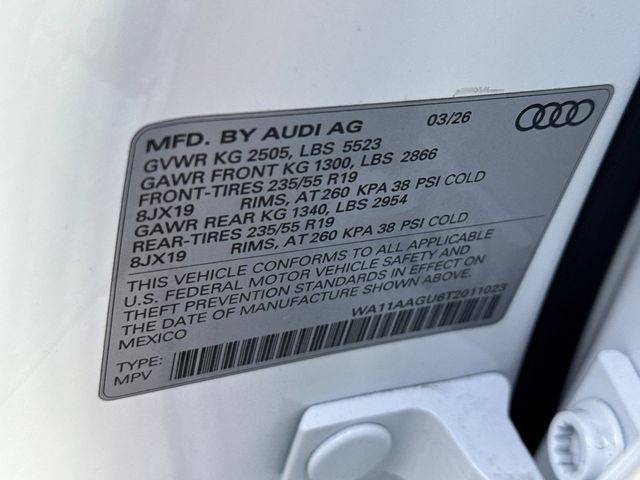 MFD. BY AUDI AG 03/26
GVWR KG 2505, LBS 5523
GAWR FRONT KG 1300, LBS 2866
FRONT-TIRES 235/55 R19
8JX19 RIMS, AT 260 KPA 38 PSI COLD
GAWR REAR KG 1340, LBS 2954
REAR-TIRES 235/55 R19
8JX19 RIMS, AT 260 KPA 38 PSI COLD
THIS VEHICLE CONFORMS TO ALL APPLICABLE
U.S. FEDERAL MOTOR VEHICLE SAFETY AND
THEFT PREVENTION STANDARDS IN EFFECT ON
THE DATE OF MANUFACTURE SHOWN ABOVE.
MEXICO
WA11AAGU6T2011023
TYPE:
MPV